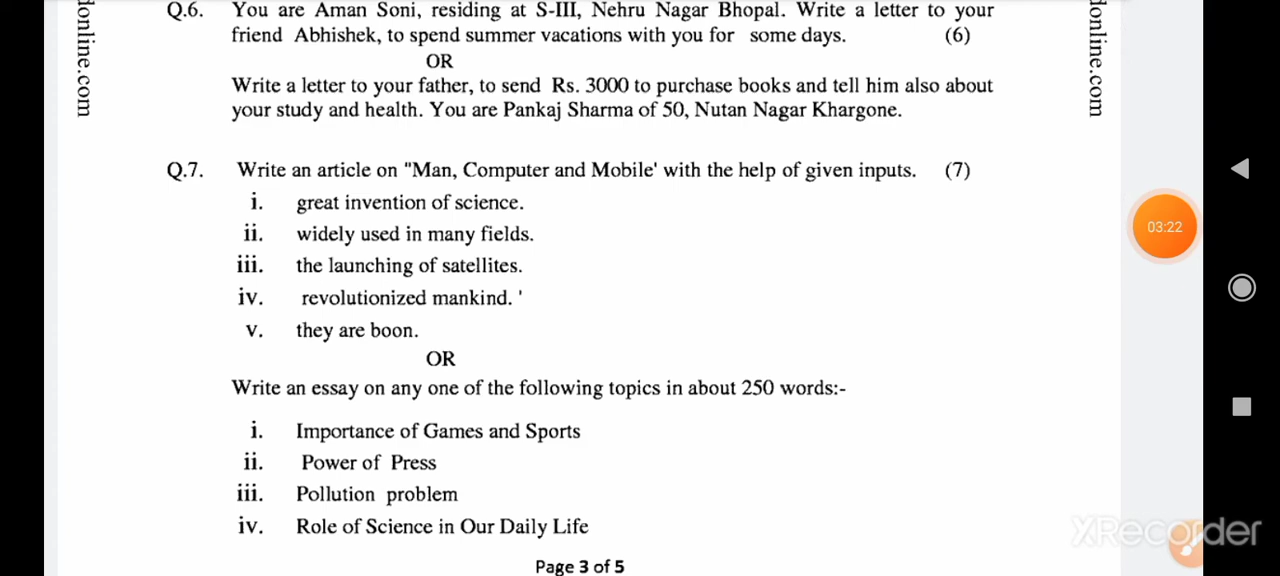 Q.6. You are Aman Soni, residing at S-III, Nehru Nagar Bhopal. Write a letter to your
friend Abhishek, to spend summer vacations with you for some days. (6)
OR
Write a letter to your father, to send Rs. 3000 to purchase books and tell him also about
your study and health. You are Pankaj Sharma of 50, Nutan Nagar Khargone.
Q.7. Write an article on "Man, Computer and Mobile' with the help of given inputs. (7)
i. great invention of science.
ii. widely used in many fields.
iii. the launching of satellites.
iv. revolutionized mankind. '
v. they are boon.
OR
Write an essay on any one of the following topics in about 250 words:-
i. Importance of Games and Sports
ii. Power of Press
iii. Pollution problem
iv. Role of Science in Our Daily Life
Page 3 of 5
donline.com
donline.com
03:22
XRecorder